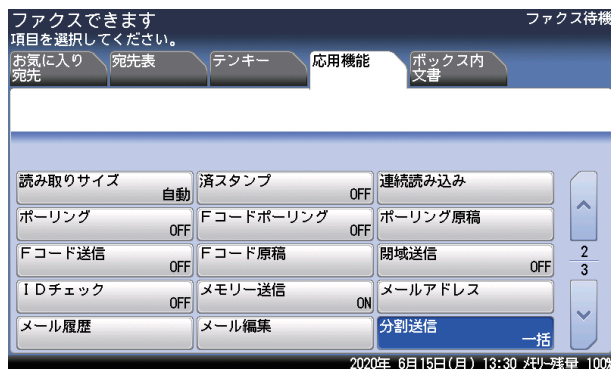 ファクスできます ファクス待機
項目を選択してください。
お気に入り宛先 宛先表 テンキー 応用機能 ボックス内文書
読み取りサイズ 自動 済スタンプ OFF 連続読み込み
ポーリング OFF Fコードポーリング OFF ポーリング原稿
Fコード送信 OFF Fコード原稿 閉域送信 OFF
2
3
IDチェック OFF メモリー送信 ON メールアドレス
メール履歴 メール編集 分割送信 一括
2020年 6月15日(月) 13:30 メモリー残量 100%